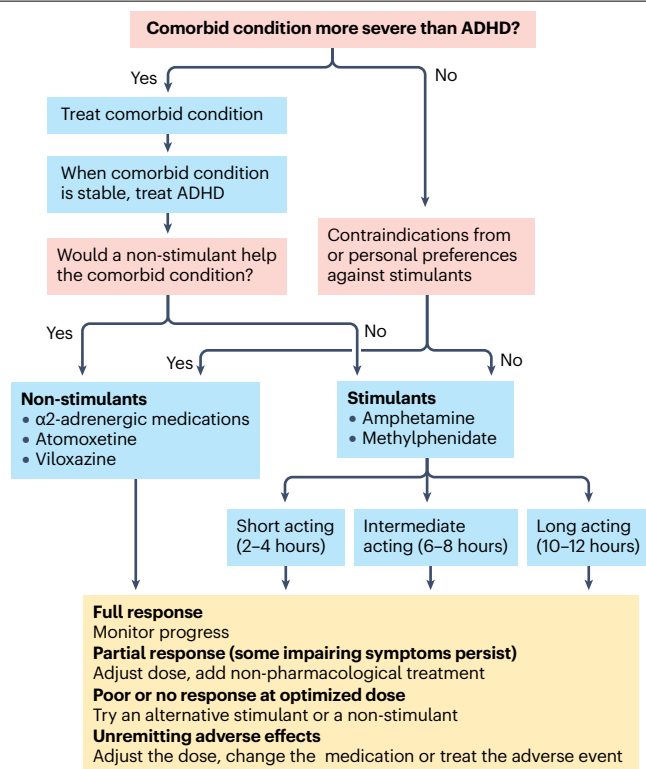 Comorbid condition more severe than ADHD?
Yes
No
Treat comorbid condition
When comorbid condition
is stable, treat ADHD
Would a non-stimulant help
the comorbid condition?
Contraindications from
or personal preferences
against stimulants
Yes
No
Yes
No
Non-stimulants
• α2-adrenergic medications
• Atomoxetine
• Viloxazine
Stimulants
• Amphetamine
• Methylphenidate
Short acting
(2–4 hours)
Intermediate
acting (6–8 hours)
Long acting
(10–12 hours)
Full response
Monitor progress
Partial response (some impairing symptoms persist)
Adjust dose, add non-pharmacological treatment
Poor or no response at optimized dose
Try an alternative stimulant or a non-stimulant
Unremitting adverse effects
Adjust the dose, change the medication or treat the adverse event